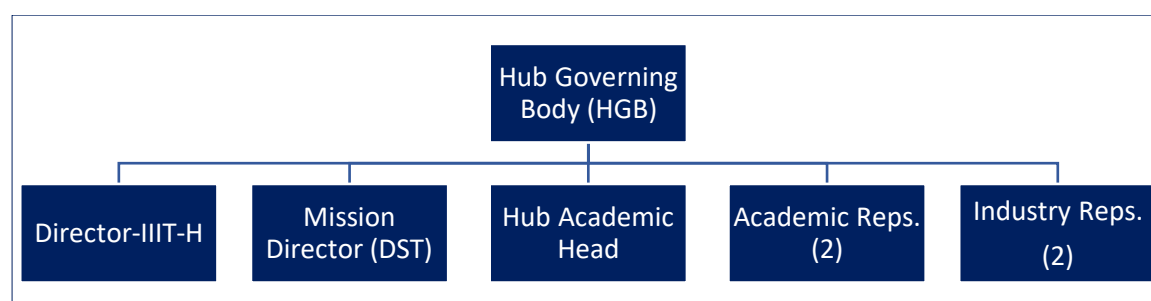 Hub Governing
Body (HGB)
Director-IIIT-H
Mission
Director (DST)
Hub Academic
Head
Academic Reps.
(2)
Industry Reps.
(2)